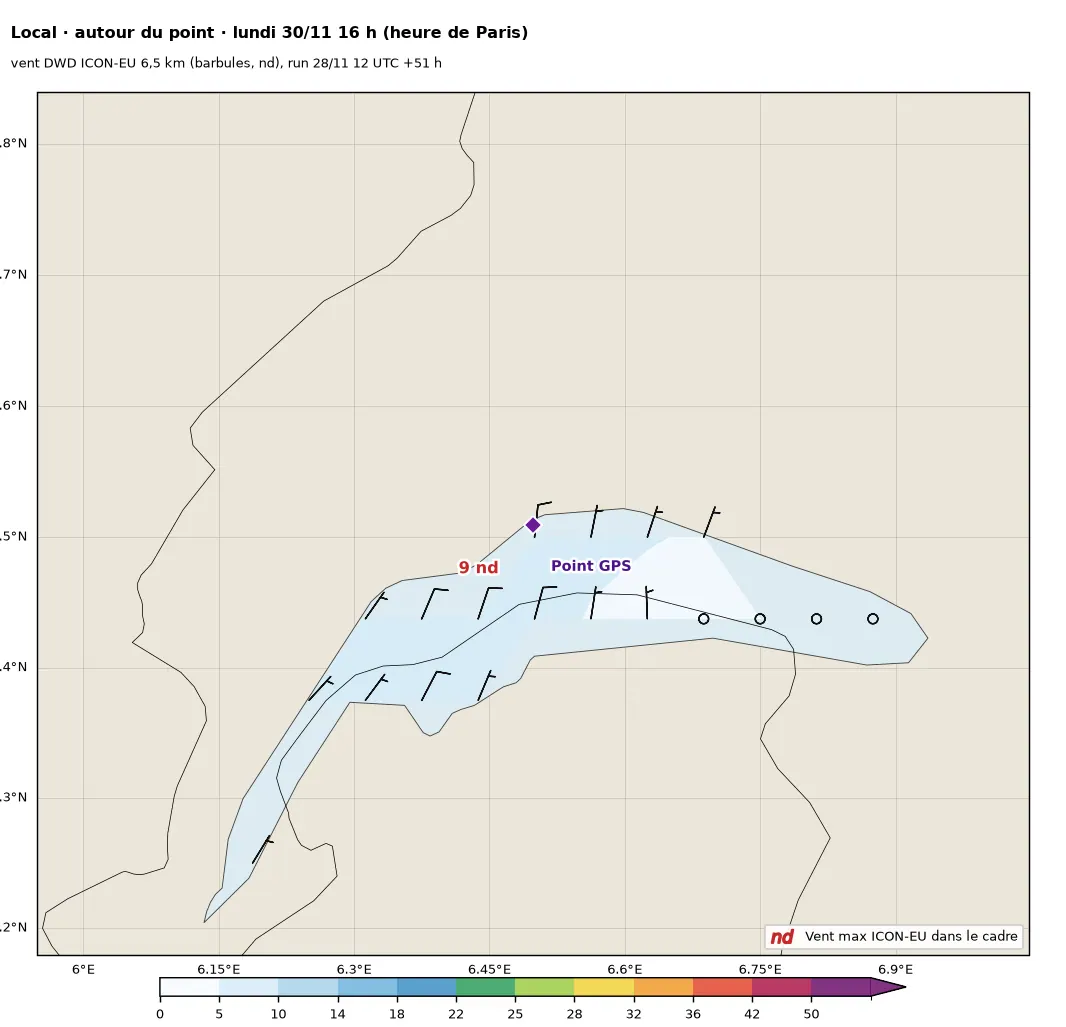 Local · autour du point · lundi 30/11 16 h (heure de Paris)
vent DWD ICON-EU 6,5 km (barbules, nd), run 28/11 12 UTC +51 h
.8°N
.7°N
.6°N
.5°N
9 nd
Point GPS
.4°N
.3°N
.2°N
nd Vent max ICON-EU dans le cadre
6°E 6.15°E 6.3°E 6.45°E 6.6°E 6.75°E 6.9°E
0 5 10 14 18 22 25 28 32 36 42 50